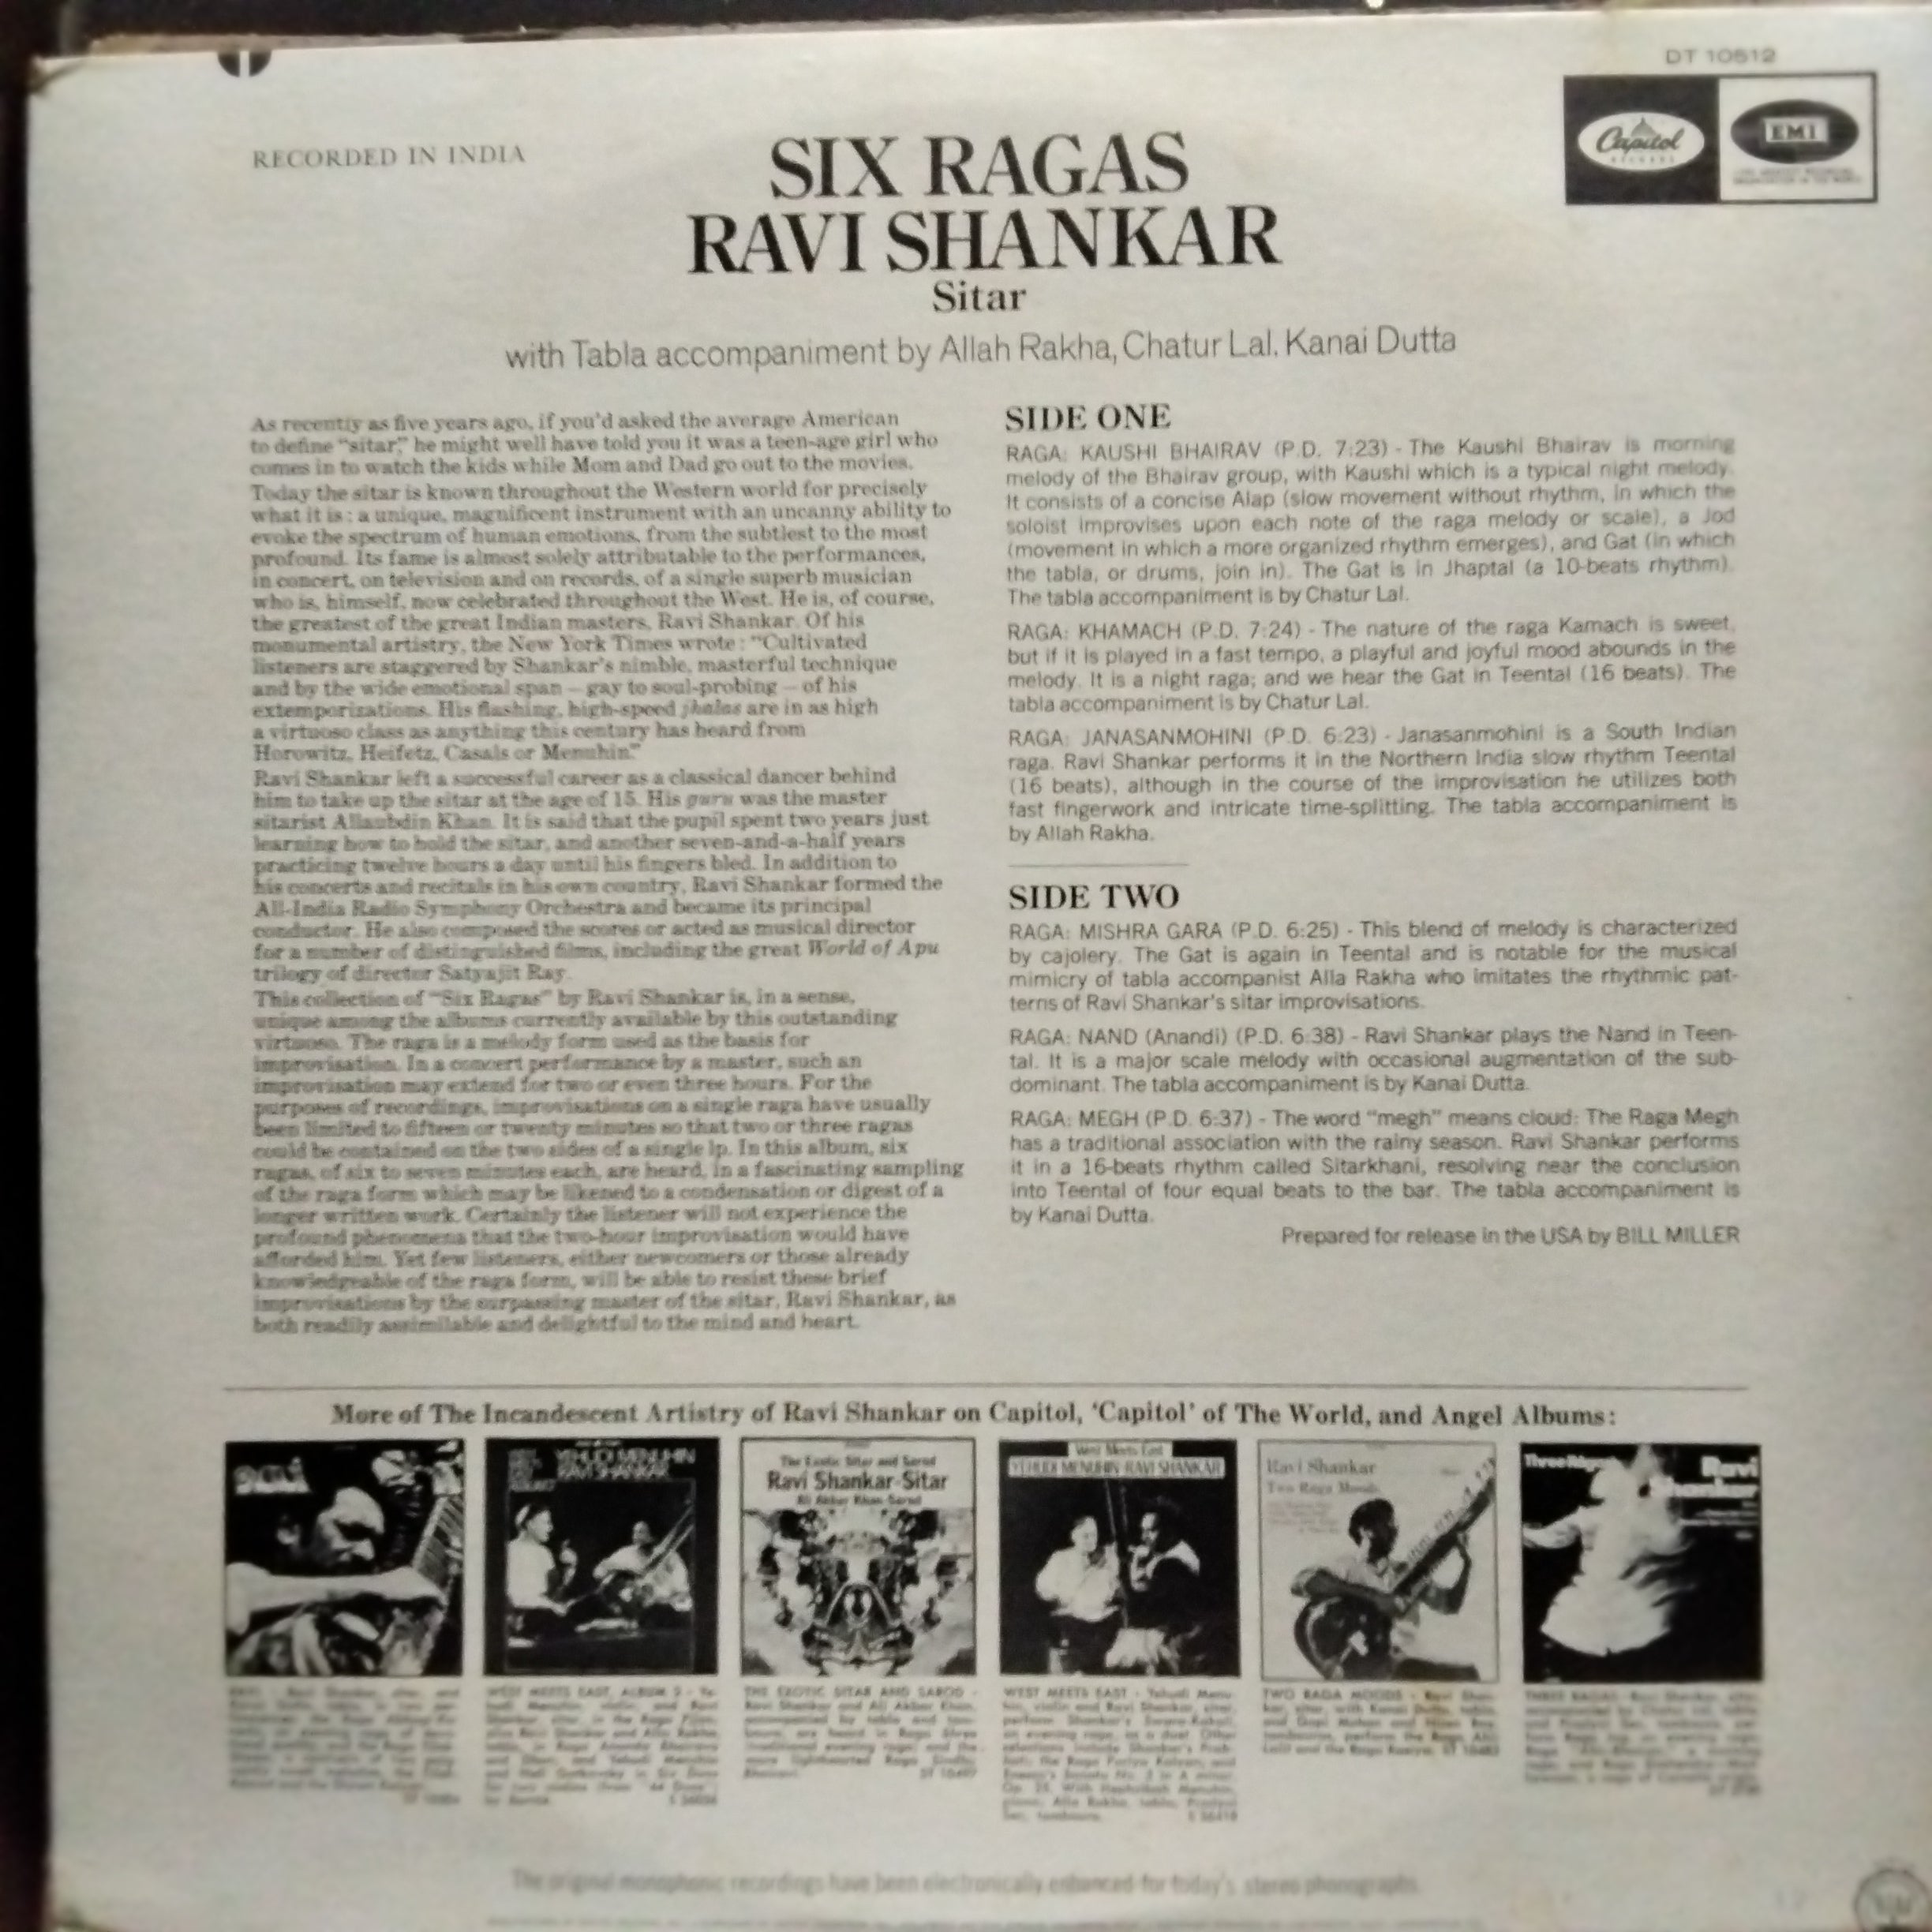 DT 10512
Capitol
RECORDS
EMI
RECORDED IN INDIA
SIX RAGAS
RAVI SHANKAR
Sitar
with Tabla accompaniment by Allah Rakha, Chatur Lal, Kanai Dutta
As recently as five years ago, if you'd asked the average American
to define "sitar," he might well have told you it was a teen-age girl who
comes in to watch the kids while Mom and Dad go out to the movies.
Today the sitar is known throughout the Western world for precisely
what it is: a unique, magnificent instrument with an uncanny ability to
evoke the spectrum of human emotions, from the subtlest to the most
profound. Its fame is almost solely attributable to the performances,
in concert, on television and on records, of a single superb musician
who is, himself, now celebrated throughout the West. He is, of course,
the greatest of the great Indian masters, Ravi Shankar. Of his
monumental artistry, the New York Times wrote: "Cultivated
listeners are staggered by Shankar's nimble, masterful technique
and by the wide emotional span – gay to soul-probing – of his
extemporizations. His flashing, high-speed jhalas are in as high
a virtuoso class as anything this century has heard from
Horowitz, Heifetz, Casals or Menuhin."
Ravi Shankar left a successful career as a classical dancer behind
him to take up the sitar at the age of 15. His guru was the master
sitarist Allaubdin Khan. It is said that the pupil spent two years just
learning how to hold the sitar, and another seven-and-a-half years
practicing twelve hours a day until his fingers bled. In addition to
his concerts and recitals in his own country, Ravi Shankar formed the
All-India Radio Symphony Orchestra and became its principal
conductor. He also composed the scores or acted as musical director
for a number of distinguished films, including the great World of Apu
trilogy of director Satyajit Ray.
This collection of "Six Ragas" by Ravi Shankar is, in a sense,
unique among the albums currently available by this outstanding
virtuoso. The raga is a melody form used as the basis for
improvisation. In a concert performance by a master, such an
improvisation may extend for two or even three hours. For the
purposes of recordings, improvisations on a single raga have usually
been limited to fifteen or twenty minutes so that two or three ragas
could be contained on the two sides of a single lp. In this album, six
ragas, of six to seven minutes each, are heard, in a fascinating sampling
of the raga form which may be likened to a condensation or digest of a
longer written work. Certainly the listener will not experience the
profound phenomena that the two-hour improvisation would have
afforded him. Yet few listeners, either newcomers or those already
knowledgeable of the raga form, will be able to resist these brief
improvisations by the surpassing master of the sitar, Ravi Shankar, as
both readily assimilable and delightful to the mind and heart.
SIDE ONE
RAGA: KAUSHI BHAIRAV (P.D. 7:23) - The Kaushi Bhairav is morning
melody of the Bhairav group, with Kaushi which is a typical night melody.
It consists of a concise Alap (slow movement without rhythm, in which the
soloist improvises upon each note of the raga melody or scale), a Jod
(movement in which a more organized rhythm emerges), and Gat (in which
the tabla, or drums, join in). The Gat is in Jhaptal (a 10-beats rhythm).
The tabla accompaniment is by Chatur Lal.
RAGA: KHAMACH (P.D. 7:24) - The nature of the raga Kamach is sweet,
but if it is played in a fast tempo, a playful and joyful mood abounds in the
melody. It is a night raga; and we hear the Gat in Teental (16 beats). The
tabla accompaniment is by Chatur Lal.
RAGA: JANASANMOHINI (P.D. 6:23) - Janasanmohini is a South Indian
raga. Ravi Shankar performs it in the Northern India slow rhythm Teental
(16 beats), although in the course of the improvisation he utilizes both
fast fingerwork and intricate time-splitting. The tabla accompaniment is
by Allah Rakha.
SIDE TWO
RAGA: MISHRA GARA (P.D. 6:25) - This blend of melody is characterized
by cajolery. The Gat is again in Teental and is notable for the musical
mimicry of tabla accompanist Alla Rakha who imitates the rhythmic pat-
terns of Ravi Shankar's sitar improvisations.
RAGA: NAND (Anandi) (P.D. 6:38) - Ravi Shankar plays the Nand in Teen-
tal. It is a major scale melody with occasional augmentation of the sub-
dominant. The tabla accompaniment is by Kanai Dutta.
RAGA: MEGH (P.D. 6:37) - The word "megh" means cloud: The Raga Megh
has a traditional association with the rainy season. Ravi Shankar performs
it in a 16-beats rhythm called Sitarkhani, resolving near the conclusion
into Teental of four equal beats to the bar. The tabla accompaniment is
by Kanai Dutta.
Prepared for release in the USA by BILL MILLER
More of The Incandescent Artistry of Ravi Shankar on Capitol, 'Capitol' of The World, and Angel Albums:
YEHUDI MENUHIN
RAVI SHANKAR
The Exotic Sitar and Sarod
Ravi Shankar-Sitar
Ali Akbar Khan-Sarod
West Meets East
YEHUDI MENUHIN RAVI SHANKAR
Ravi Shankar
Two Raga Moods
Three Ragas
Ravi
Shankar
WEST MEETS EAST, ALBUM 2 - Ye-
THE EXOTIC SITAR AND SAROD -
Ravi Shankar and Ali Akbar Khan,
WEST MEETS EAST - Yehudi Menu-
hin, violin and Ravi Shankar, sitar,
TWO RAGA MOODS - Ravi Shan-
kar, sitar, with Kanai Dutta, tabla,
The original monophonic recordings have been electronically enhanced for today's stereo phonographs.